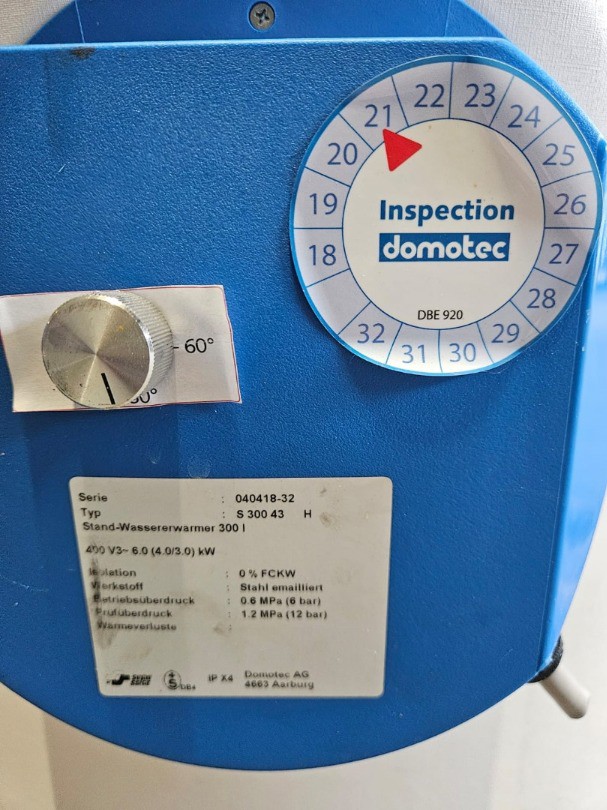 21 22 23 24 25 26 27 28 29 30 31 32 18 19 20
Inspection
domotec
DBE 920
60°
Serie : 040418-32
Typ : S 300 43 H
Stand-Wassererwärmer 300 l
400 V3~ 6.0 (4.0/3.0) kW
Isolation : 0 % FCKW
Werkstoff : Stahl emailliert
Betriebsüberdruck : 0.6 MPa (6 bar)
Prüfüberdruck : 1.2 MPa (12 bar)
Wärmeverluste :
IP X4
Domotec AG
4663 Aarburg